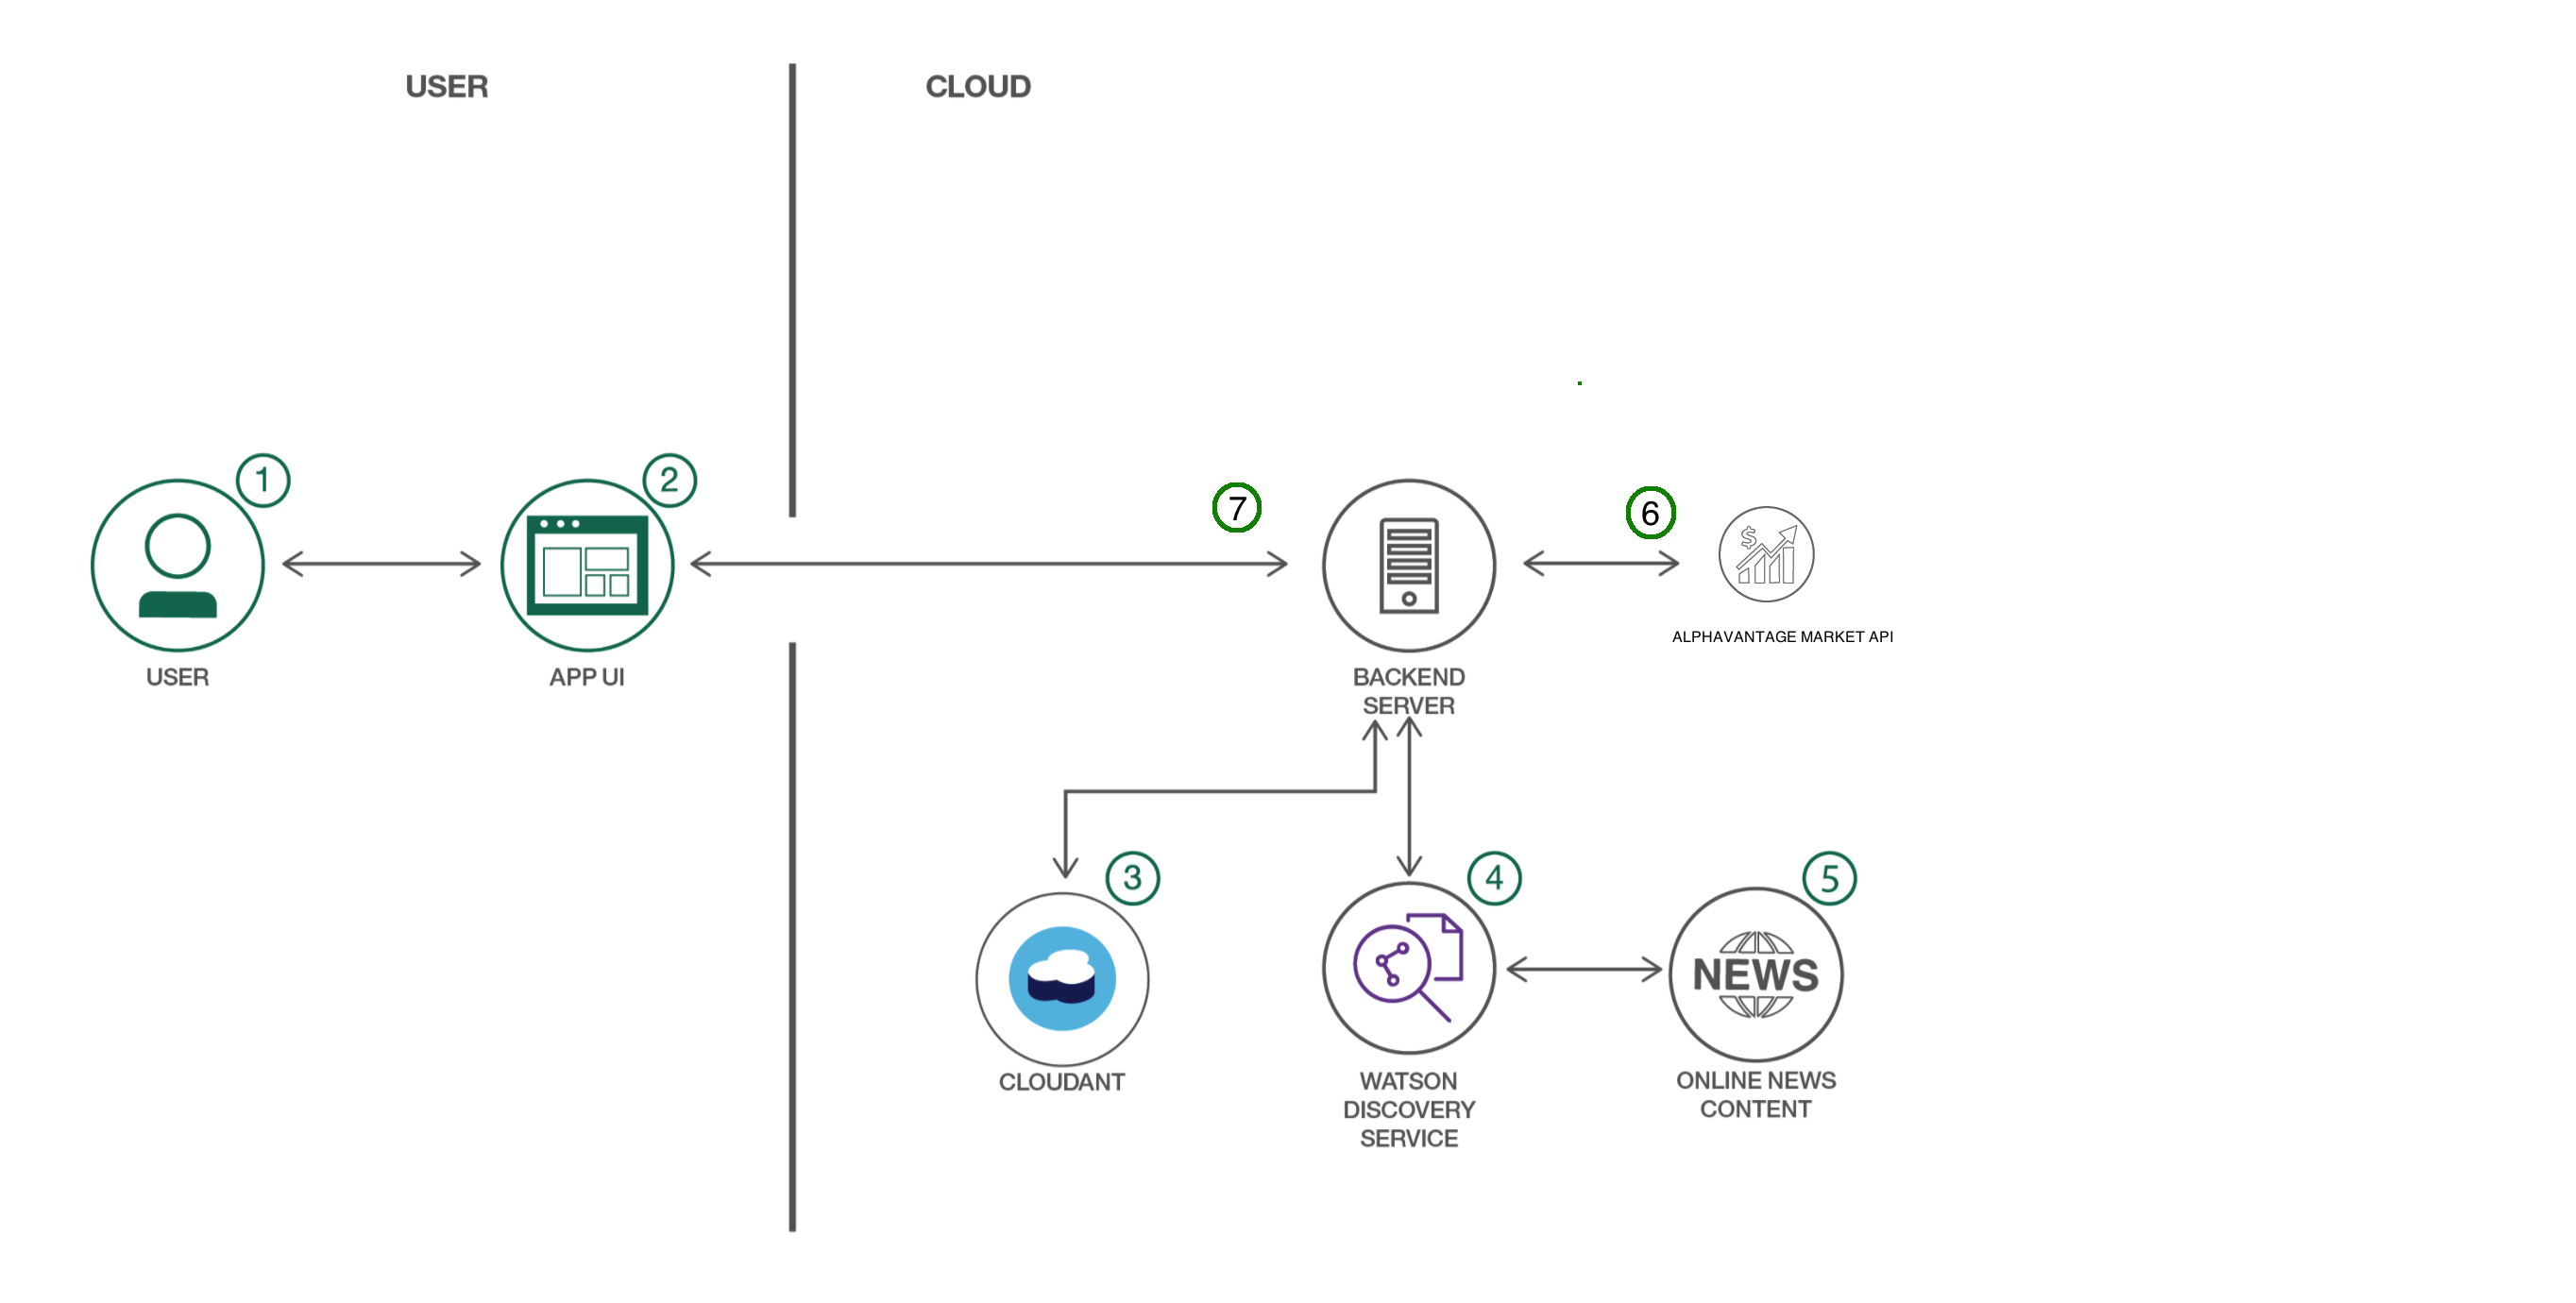 USER
CLOUD
1
2
7
6
$
USER
APP UI
BACKEND
SERVER
ALPHAVANTAGE MARKET API
3
4
5
NEWS
CLOUDANT
WATSON
DISCOVERY
SERVICE
ONLINE NEWS
CONTENT